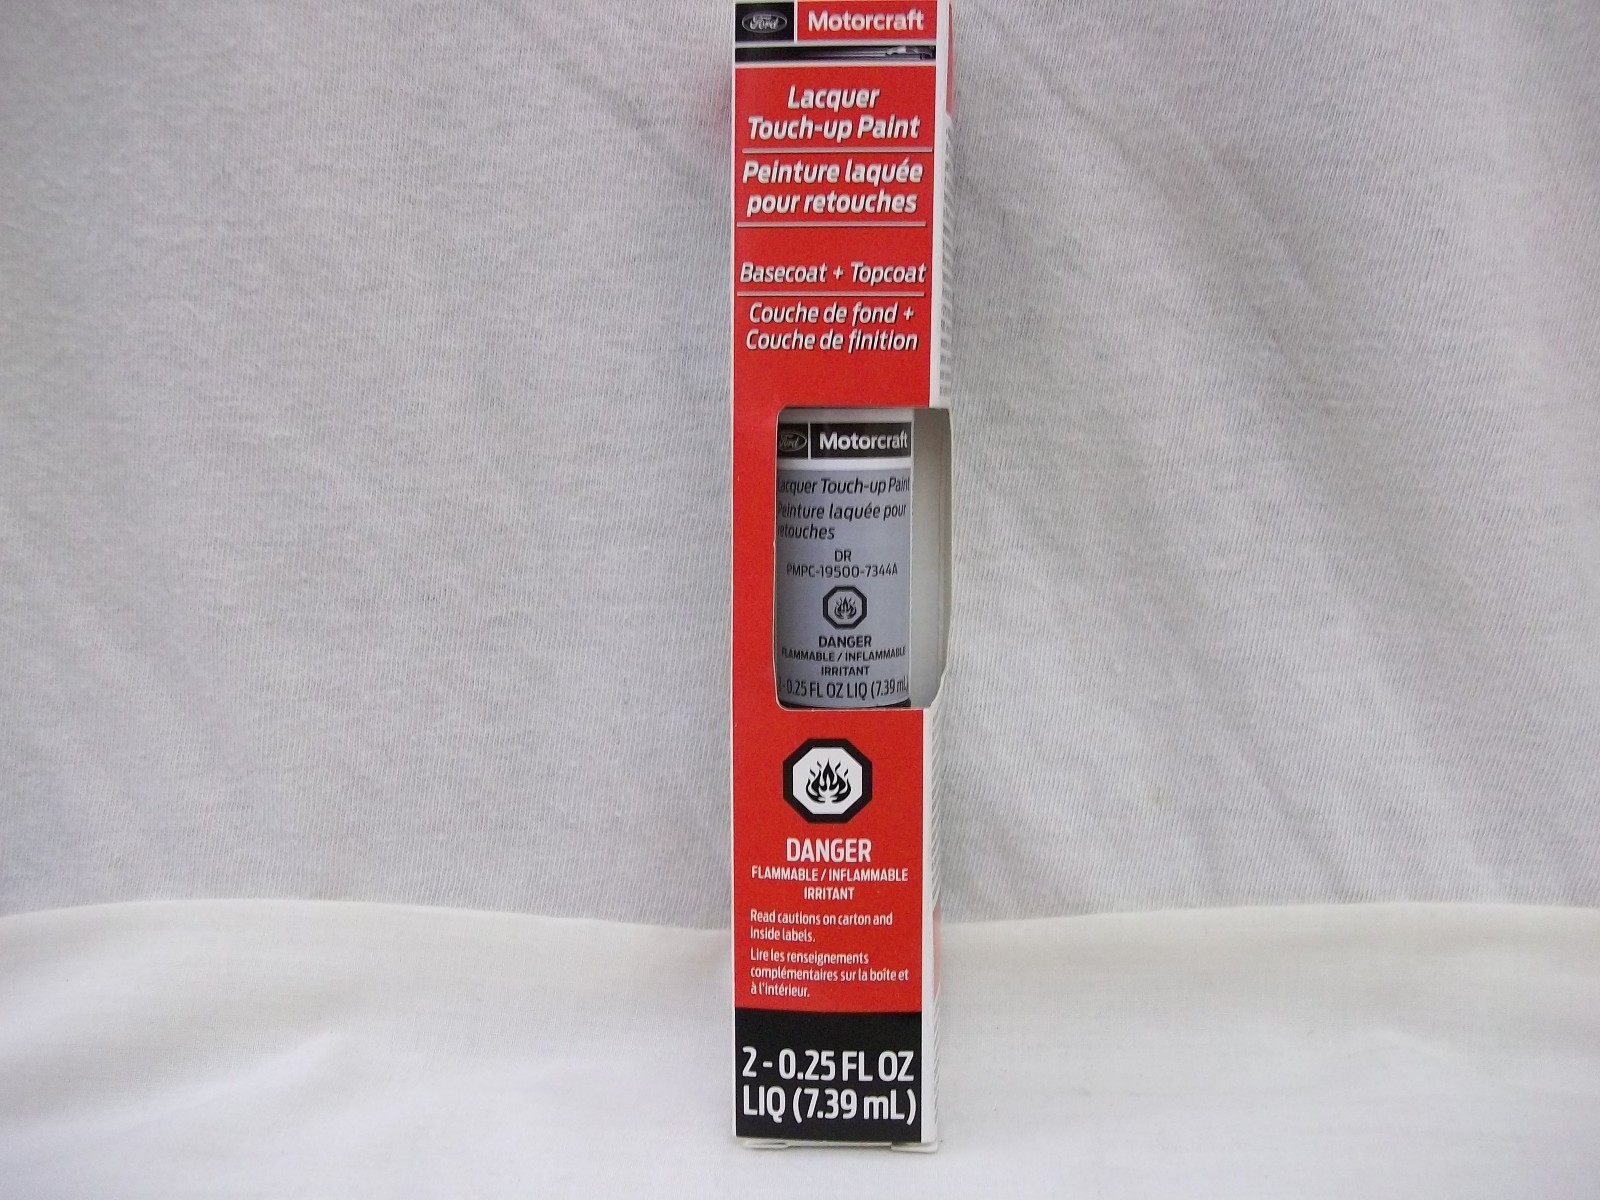 Ford Motorcraft
Lacquer
Touch-up Paint
Peinture laquée
pour retouches
Basecoat + Topcoat
Couche de fond +
Couche de finition
Ford Motorcraft
Lacquer Touch-up Paint
Peinture laquée pour
retouches
DR
PMPC-19500-7344A
DANGER
FLAMMABLE / INFLAMMABLE
IRRITANT
2-0.25 FL OZ LIQ (7.39 mL)
DANGER
FLAMMABLE / INFLAMMABLE
IRRITANT
Read cautions on carton and
inside labels.
Lire les renseignements
complémentaires sur la boîte et
à l'intérieur.
2 - 0.25 FL OZ
LIQ (7.39 mL)